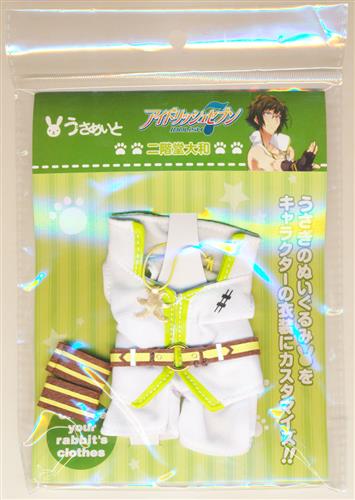 うさめいと
アイドリッシュセブン
IDOLiSH7
二階堂大和
うさぎのぬいぐるみを
キャラクターの衣装にカスタマイズ!!
your
rabbit's
clothes